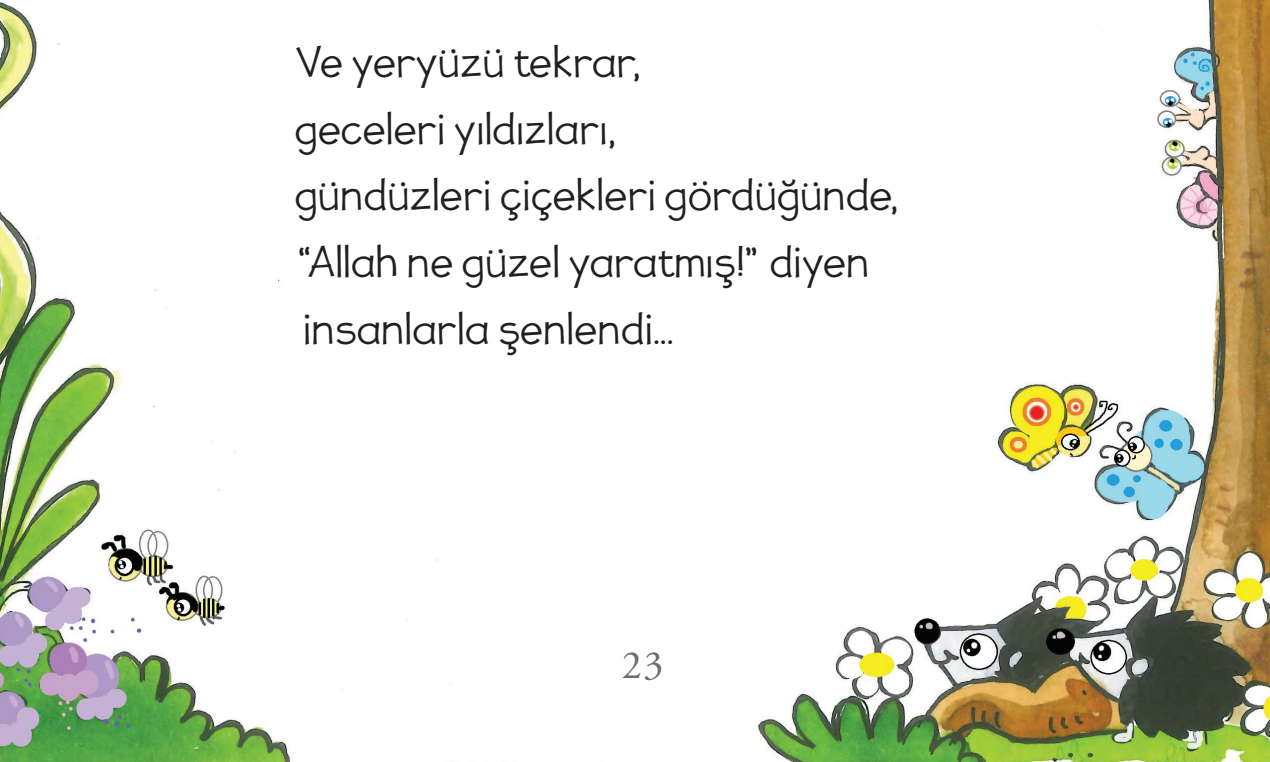 Ve yeryüzü tekrar,
geceleri yıldızları,
gündüzleri çiçekleri gördüğünde,
“Allah ne güzel yaratmış!” diyen
insanlarla şenlendi...
23